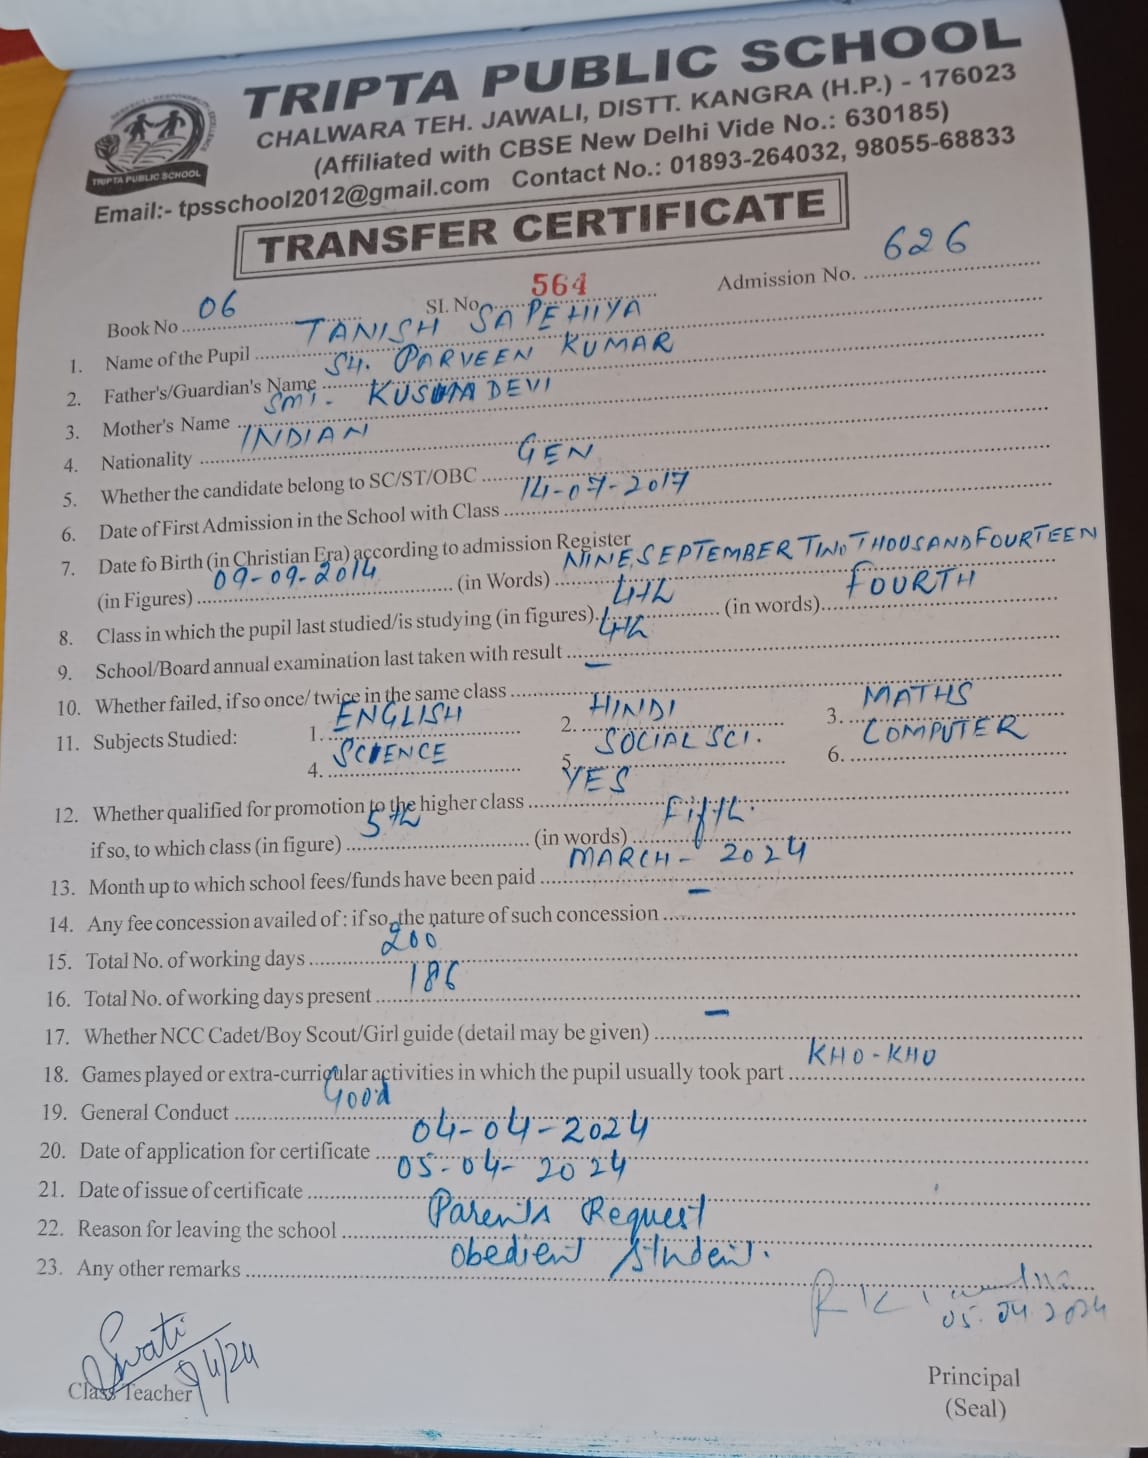 TRIPTA PUBLIC SCHOOL
CHALWARA TEH. JAWALI, DISTT. KANGRA (H.P.) - 176023
(Affiliated with CBSE New Delhi Vide No.: 630185)
Email:- tpsschool2012@gmail.com Contact No.: 01893-264032, 98055-68833
TRIPTA PUBLIC SCHOOL
TRANSFER CERTIFICATE
Book No 06 SI. No. 564 Admission No. 626
1. Name of the Pupil TANISH SAPEHIYA
2. Father's/Guardian's Name SH. PARVEEN KUMAR
3. Mother's Name SMT. KUSUM DEVI
4. Nationality INDIAN
5. Whether the candidate belong to SC/ST/OBC GEN
6. Date of First Admission in the School with Class 14-07-2017
7. Date fo Birth (in Christian Era) according to admission Register
(in Figures) 09-09-2014 (in Words) NINE, SEPTEMBER TWO THOUSAND FOURTEEN
8. Class in which the pupil last studied/is studying (in figures). 4th (in words). FOURTH
9. School/Board annual examination last taken with result 4th
10. Whether failed, if so once/ twice in the same class —
11. Subjects Studied: 1. ENGLISH 2. HINDI 3. MATHS
4. SCIENCE 5. SOCIAL SCI. 6. COMPUTER
12. Whether qualified for promotion to the higher class YES
if so, to which class (in figure) 5th (in words) Fifth.
13. Month up to which school fees/funds have been paid MARCH - 2024
14. Any fee concession availed of : if so, the nature of such concession —
15. Total No. of working days 200
16. Total No. of working days present 186
17. Whether NCC Cadet/Boy Scout/Girl guide (detail may be given) —
18. Games played or extra-curricular activities in which the pupil usually took part KHO-KHO
19. General Conduct Good
20. Date of application for certificate 04-04-2024
21. Date of issue of certificate 05-04-2024
22. Reason for leaving the school Parents Request
23. Any other remarks Obedient Student.
05.04.2024
Swati
Class Teacher
Principal
(Seal)